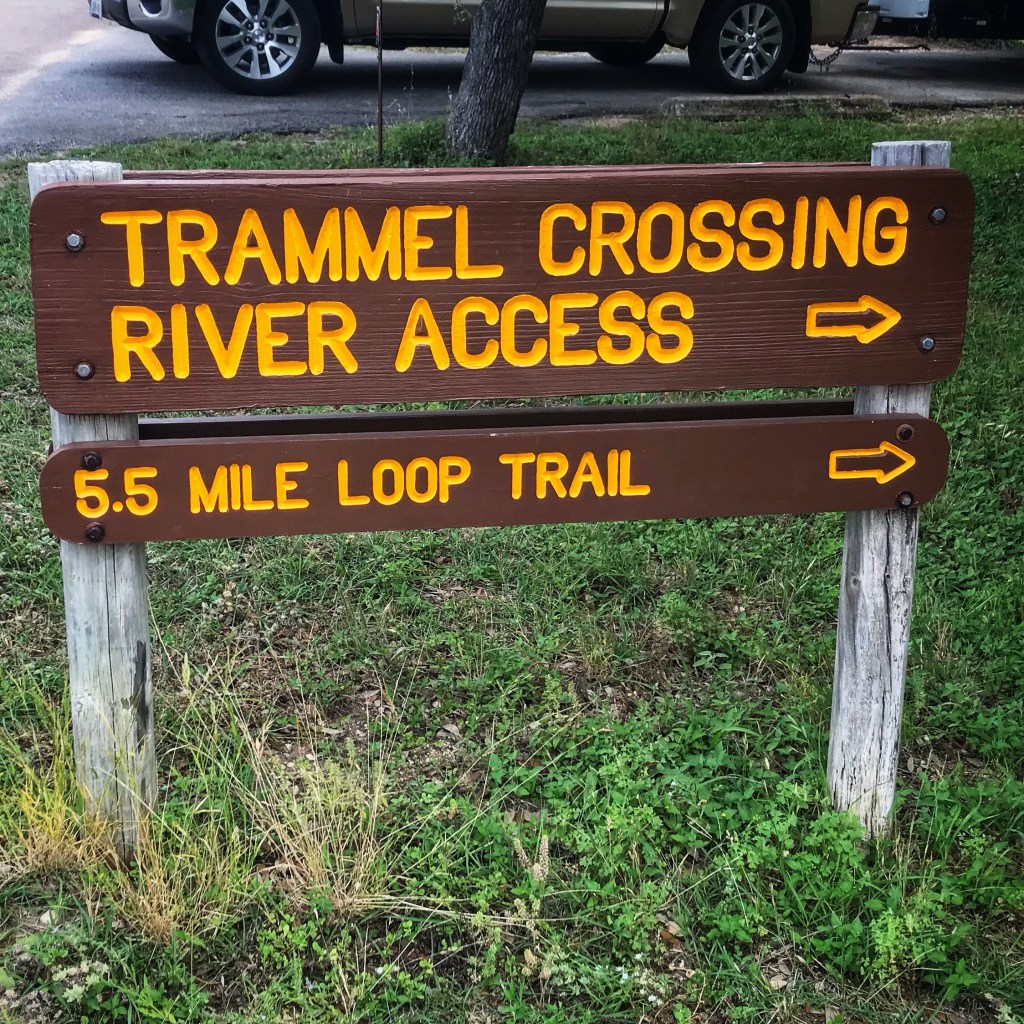 TRAMMEL CROSSING
RIVER ACCESS
5.5 MILE LOOP TRAIL